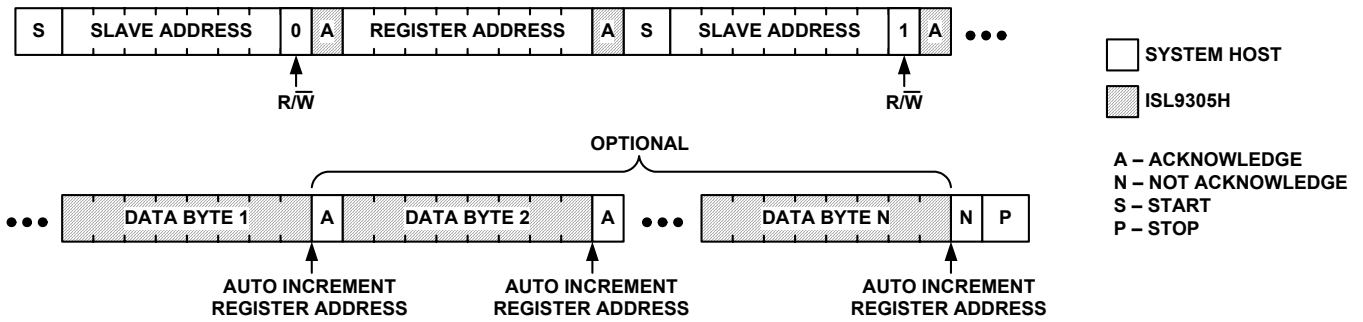 S SLAVE ADDRESS 0 A REGISTER ADDRESS A S SLAVE ADDRESS 1 A
R/W̅ R/W̅
SYSTEM HOST
ISL9305H
OPTIONAL
A – ACKNOWLEDGE
N – NOT ACKNOWLEDGE
S – START
P – STOP
DATA BYTE 1 A DATA BYTE 2 A DATA BYTE N N P
AUTO INCREMENT AUTO INCREMENT AUTO INCREMENT
REGISTER ADDRESS REGISTER ADDRESS REGISTER ADDRESS